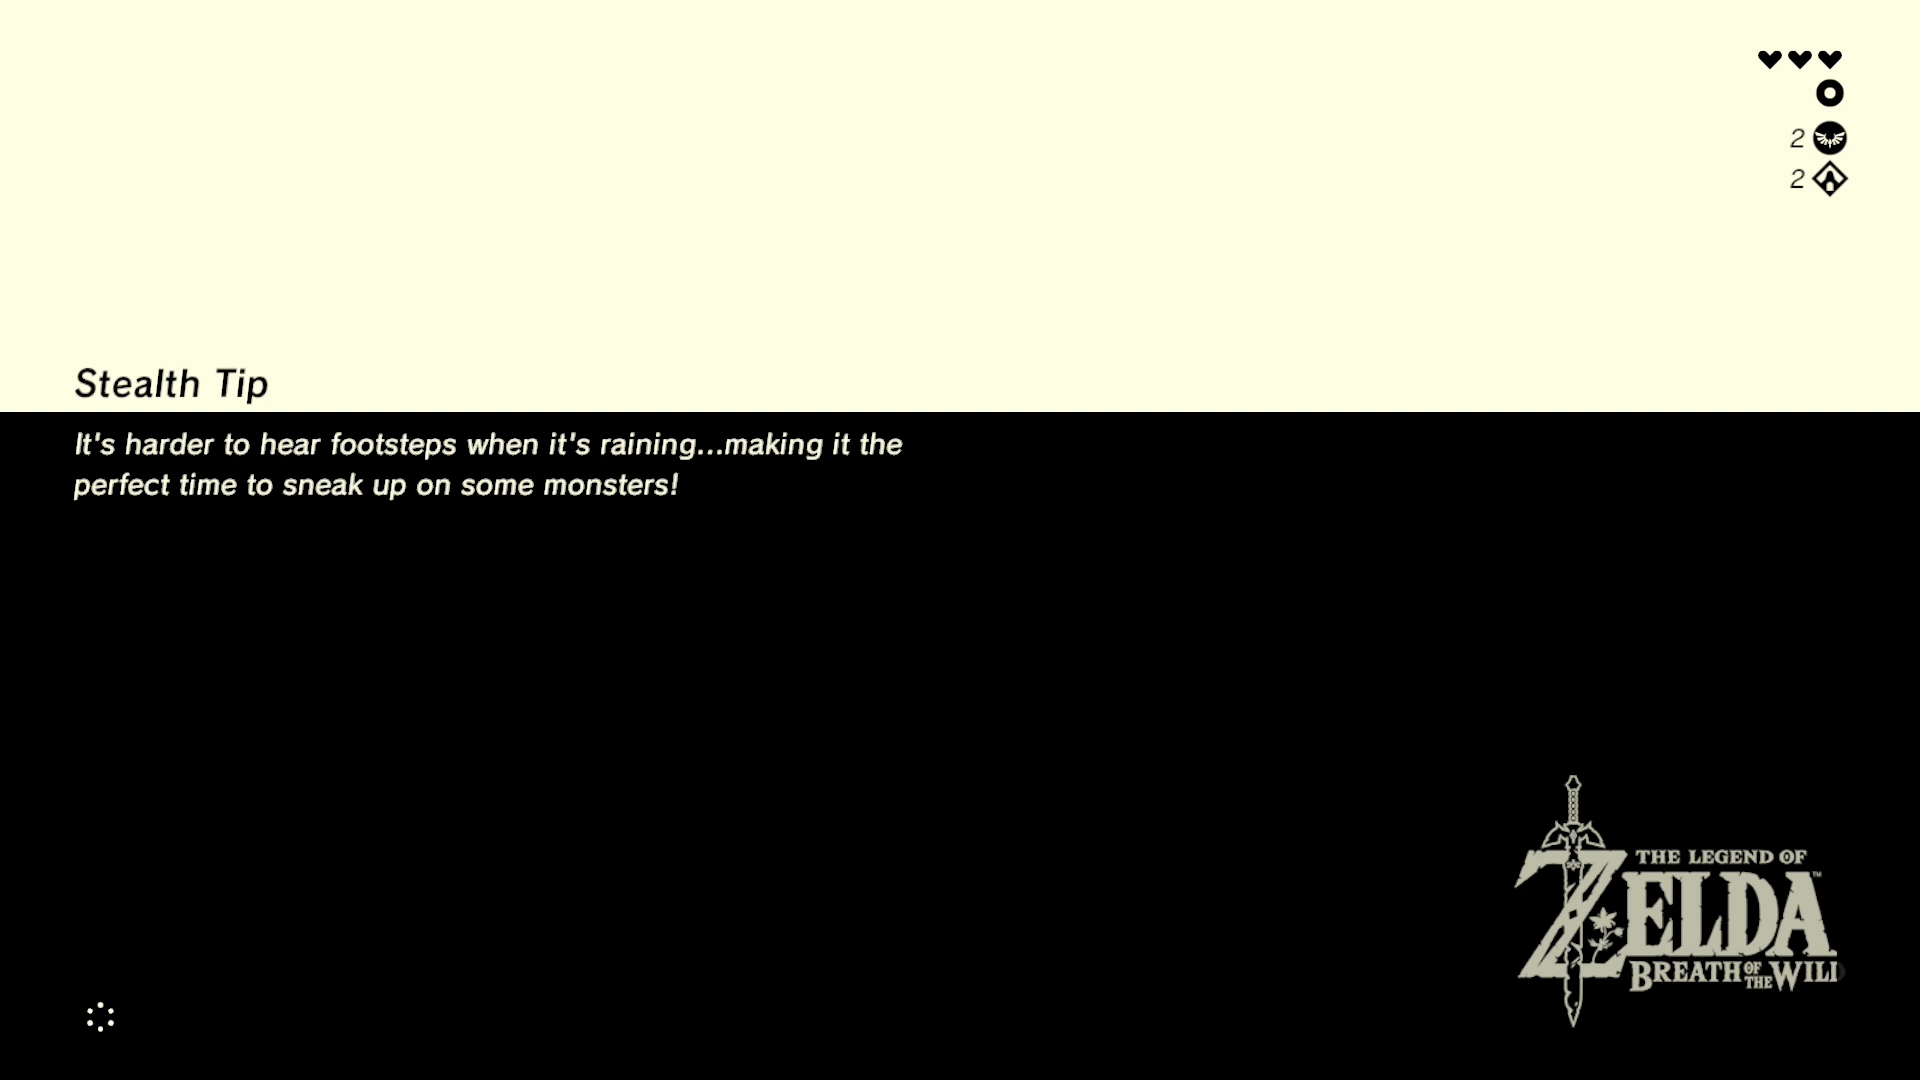 2
2
Stealth Tip
It's harder to hear footsteps when it's raining...making it the
perfect time to sneak up on some monsters!
THE LEGEND OF
ZELDA™
BREATH OF THE WILD